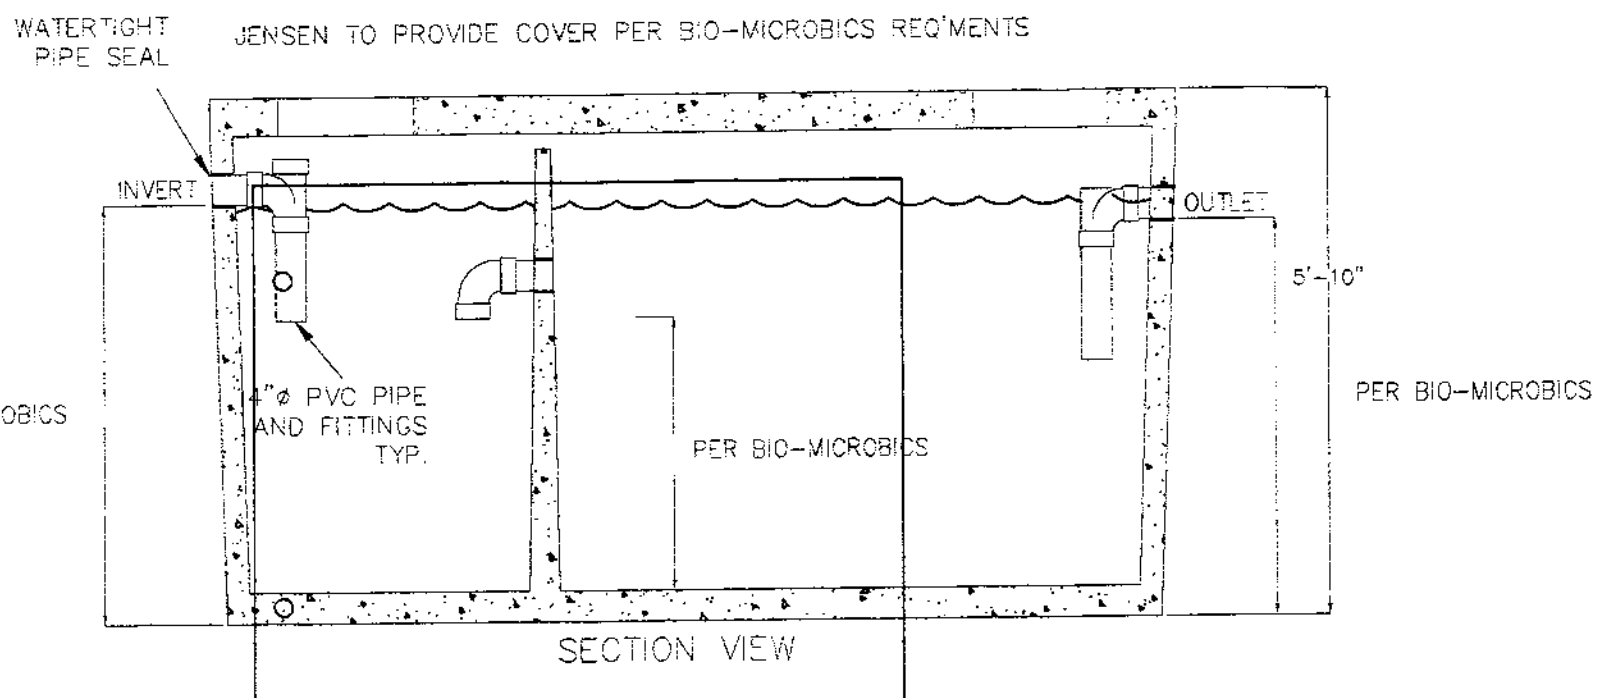 WATERTIGHT
PIPE SEAL
JENSEN TO PROVIDE COVER PER BIO-MICROBICS REQ'MENTS
INVERT
OUTLET
5'-10"
4"ø PVC PIPE
AND FITTINGS
TYP.
OBICS
PER BIO-MICROBICS
PER BIO-MICROBICS
SECTION VIEW